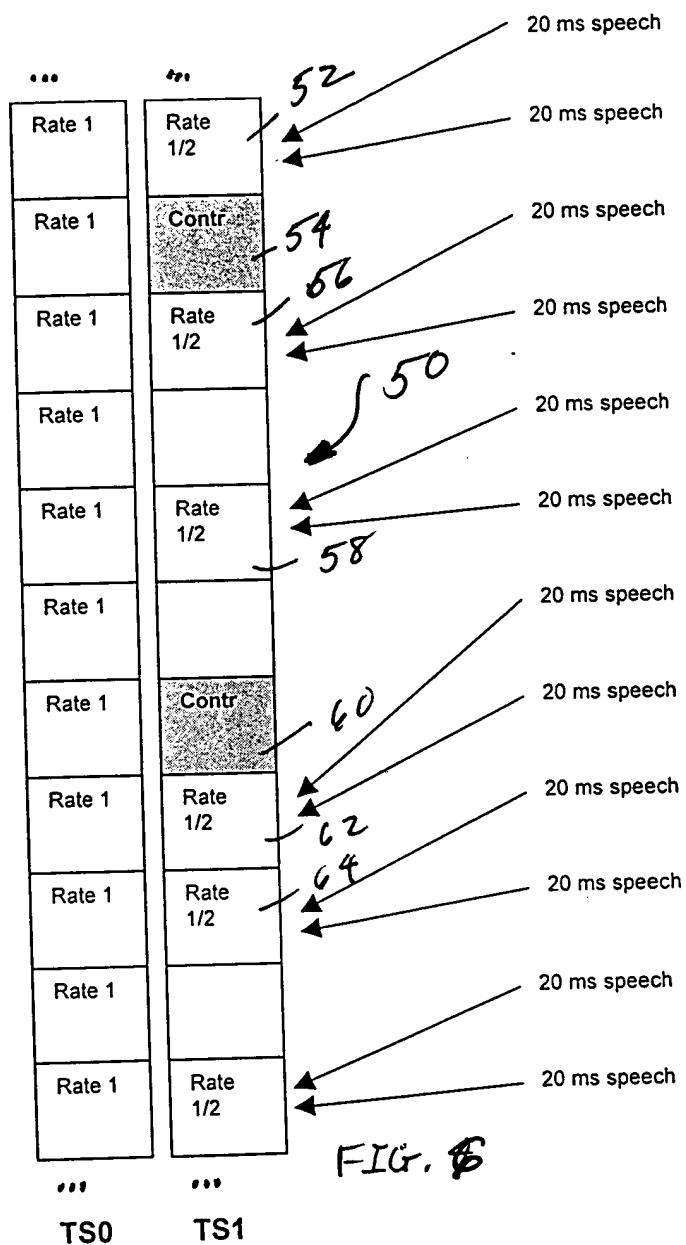 20 ms speech
... ...
52
Rate 1 Rate 1/2 20 ms speech
Rate 1 Contr 54 20 ms speech
56
Rate 1 Rate 1/2 20 ms speech
50
Rate 1 20 ms speech
Rate 1 Rate 1/2 20 ms speech
58
Rate 1 20 ms speech
Rate 1 Contr 60 20 ms speech
Rate 1 Rate 1/2 62 20 ms speech
64
Rate 1 Rate 1/2 20 ms speech
Rate 1 20 ms speech
Rate 1 Rate 1/2 20 ms speech
FIG.
... ...
TS0 TS1